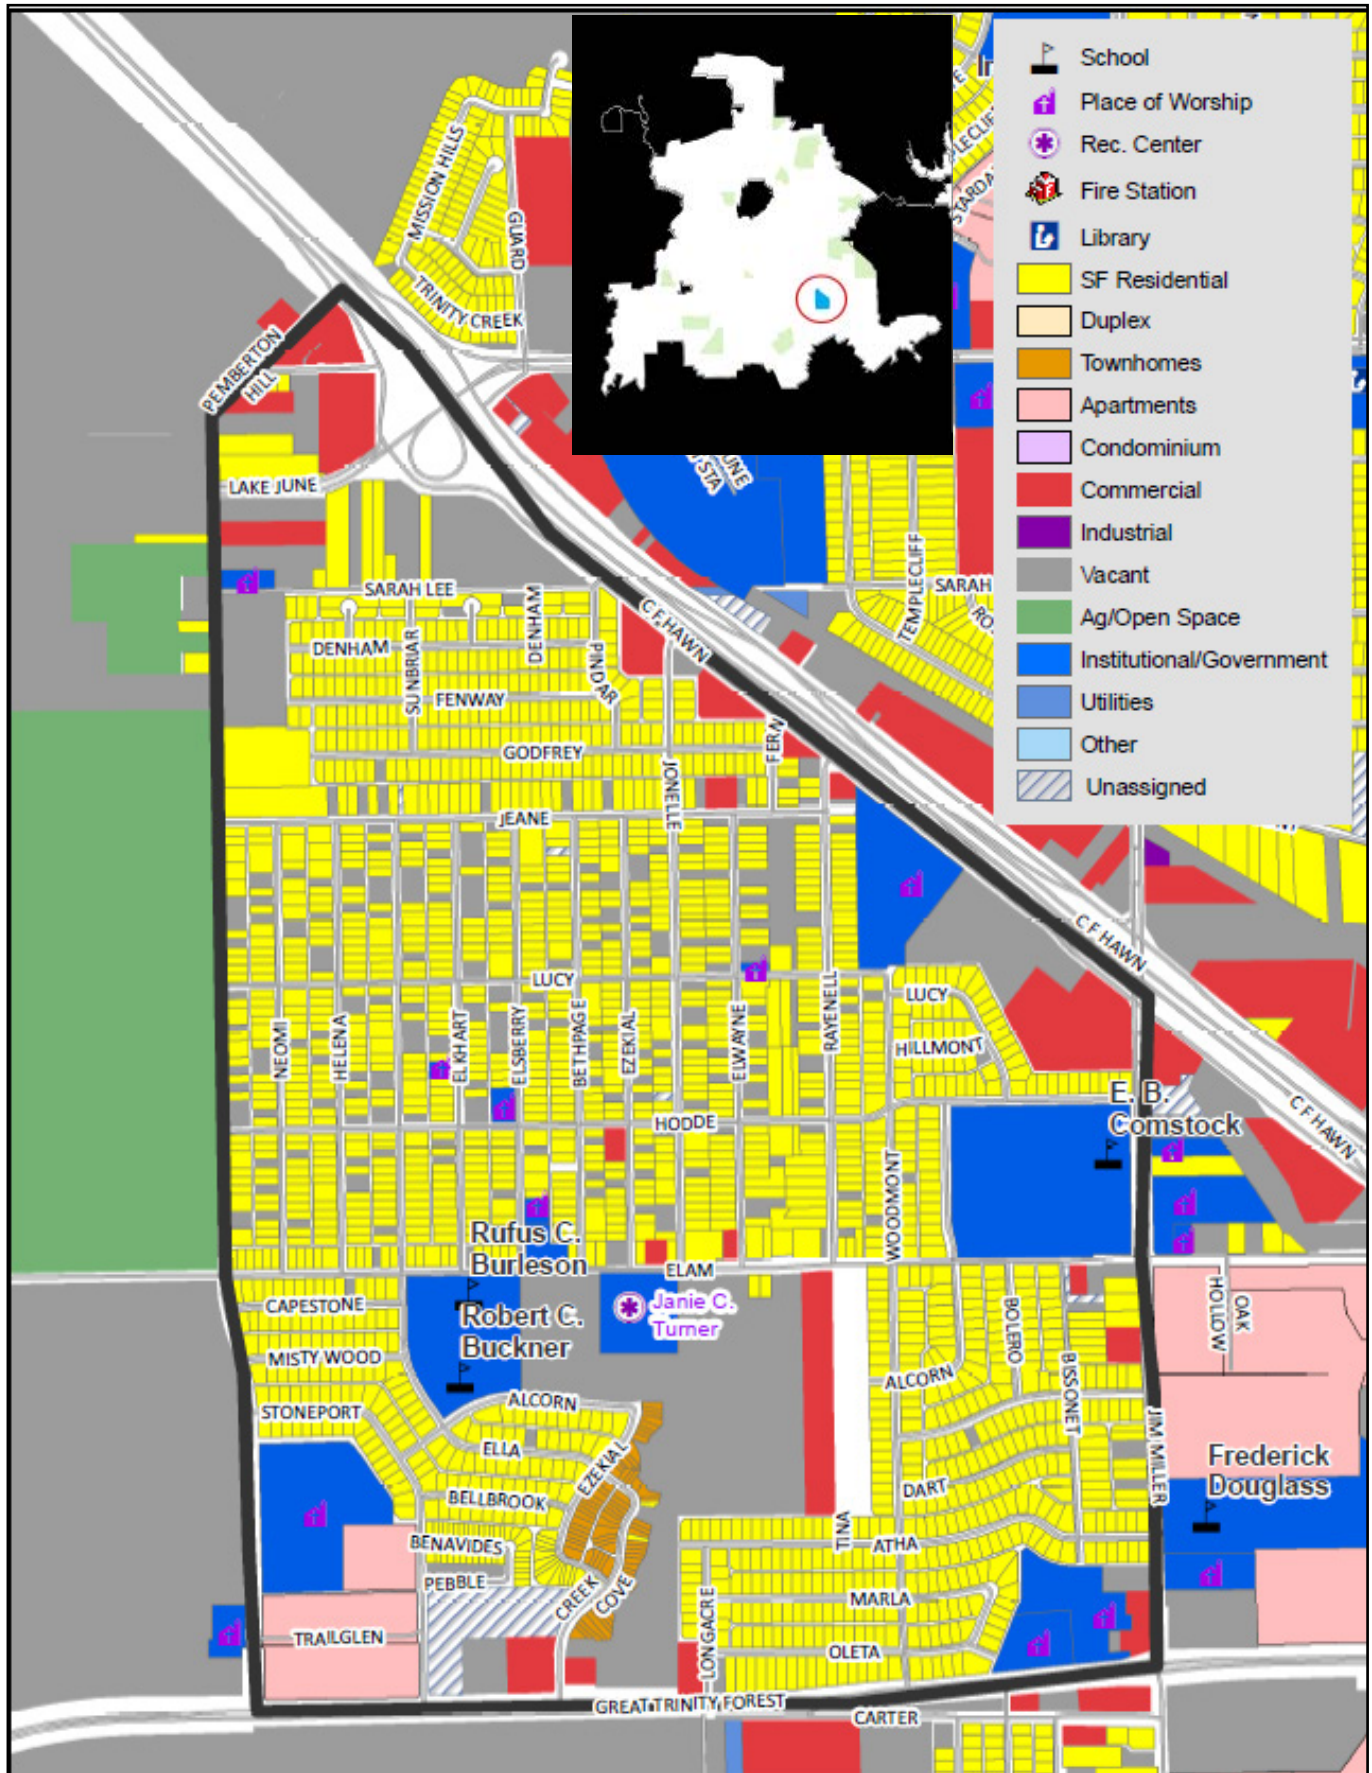 School
Place of Worship
Rec. Center
Fire Station
Library
SF Residential
Duplex
Townhomes
Apartments
Condominium
Commercial
Industrial
Vacant
Ag/Open Space
Institutional/Government
Utilities
Other
Unassigned
MISSION HILLS
GUARD
TRINITY CREEK
PEMBERTON
HILL
LAKE JUNE
SARAH LEE
SARAH
TEMPLECLIFF
C F HAWN
DENHAM
DENHAM
SUNBRIAR
PINDAR
FENWAY
GODFREY
FERN
JONELLE
JEANE
C F HAWN
LUCY
LUCY
NEOMI
HELENA
ELKHART
ELSBERRY
BETHPAGE
EZEKIAL
ELWAYNE
RAYENELL
HILLMONT
C F HAWN
E. B.
Comstock
HODDE
WOODMONT
Rufus C.
Burleson
ELAM
CAPESTONE
Robert C.
Buckner
Janie C.
Turner
HOLLOW
OAK
BOLERO
BISSONET
MISTY WOOD
ALCORN
ALCORN
STONEPORT
ELLA
EZEKIAL
JIM MILLER
Frederick
Douglass
BELLBROOK
DART
BENAVIDES
TINA
ATHA
PEBBLE
CREEK
COVE
LONGACRE
MARLA
TRAILGLEN
OLETA
GREAT TRINITY FOREST
CARTER